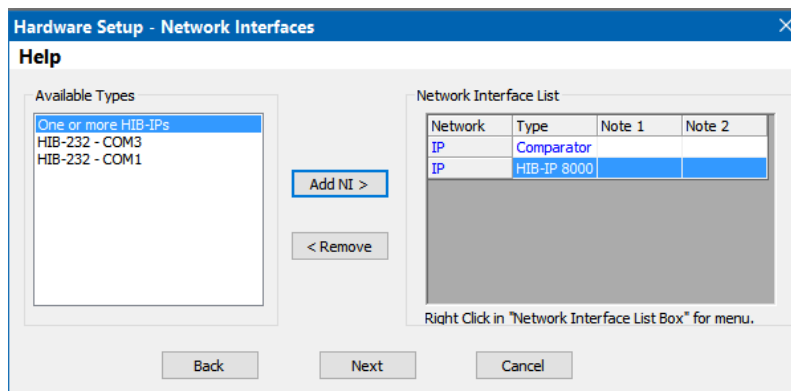 Hardware Setup - Network Interfaces
Help
Available Types
One or more HIB-IPs
HIB-232 - COM3
HIB-232 - COM1
Add NI >
< Remove
Network Interface List
Network Type Note 1 Note 2
IP Comparator
IP HIB-IP 8000
Right Click in "Network Interface List Box" for menu.
Back Next Cancel